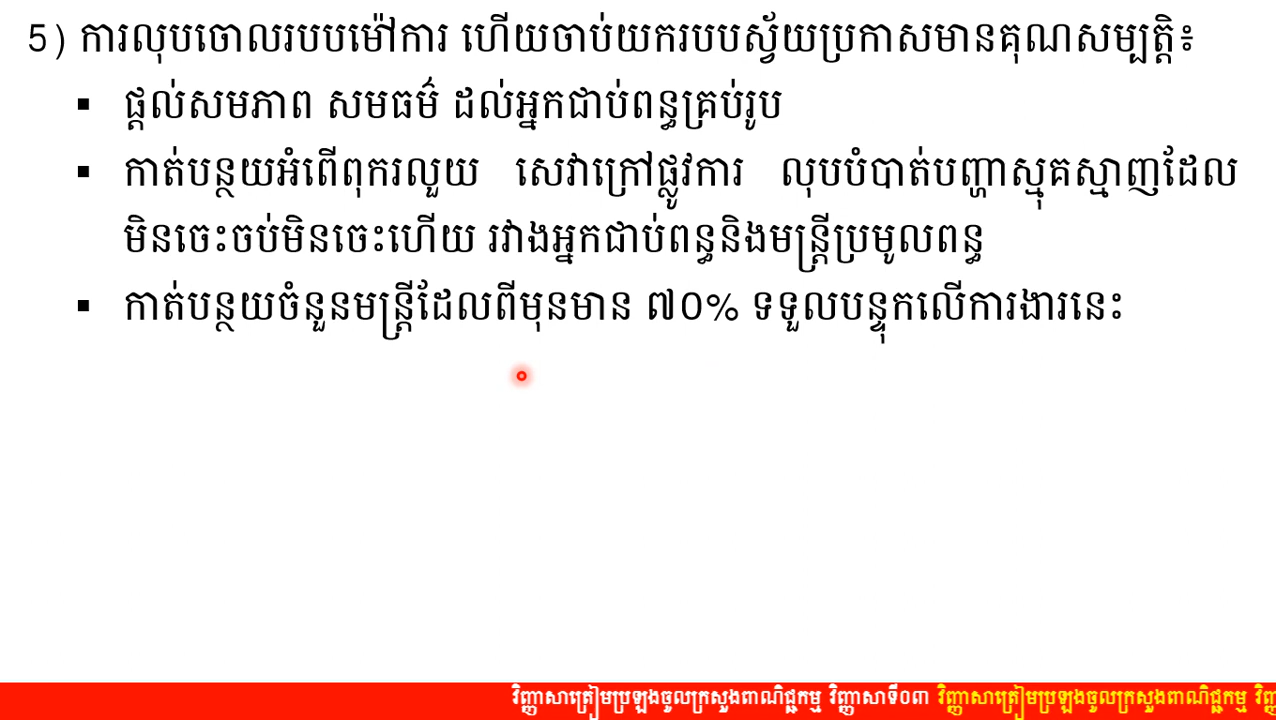 5) ការលុបចោលរបបម៉ៅការ ហើយចាប់យករបបស្វ័យប្រកាសមានគុណសម្បត្តិ៖
▪ ផ្តល់សមភាព សមធម៌ ដល់អ្នកជាប់ពន្ធគ្រប់រូប
▪ កាត់បន្ថយអំពើពុករលួយ សេវាក្រៅផ្លូវការ លុបបំបាត់បញ្ហាស្មុគស្មាញដែល
មិនចេះចប់មិនចេះហើយ រវាងអ្នកជាប់ពន្ធនិងមន្ត្រីប្រមូលពន្ធ
▪ កាត់បន្ថយចំនួនមន្ត្រីដែលពីមុនមាន ៧០% ទទួលបន្ទុកលើការងារនេះ
វិញ្ញាសាត្រៀមប្រឡងចូលក្រសួងពាណិជ្ជកម្ម វិញ្ញាសាទី០៣ វិញ្ញាសាត្រៀមប្រឡងចូលក្រសួងពាណិជ្ជកម្ម